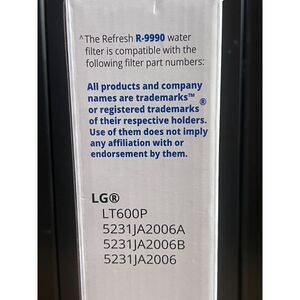 ^The Refresh R-9990 water
filter is compatible with the
following filter part numbers:
All products and company
names are trademarks™
or registered trademarks®
of their respective holders.
Use of them does not imply
any affiliation with or
endorsement by them.
LG®
LT600P
5231JA2006A
5231JA2006B
5231JA2006